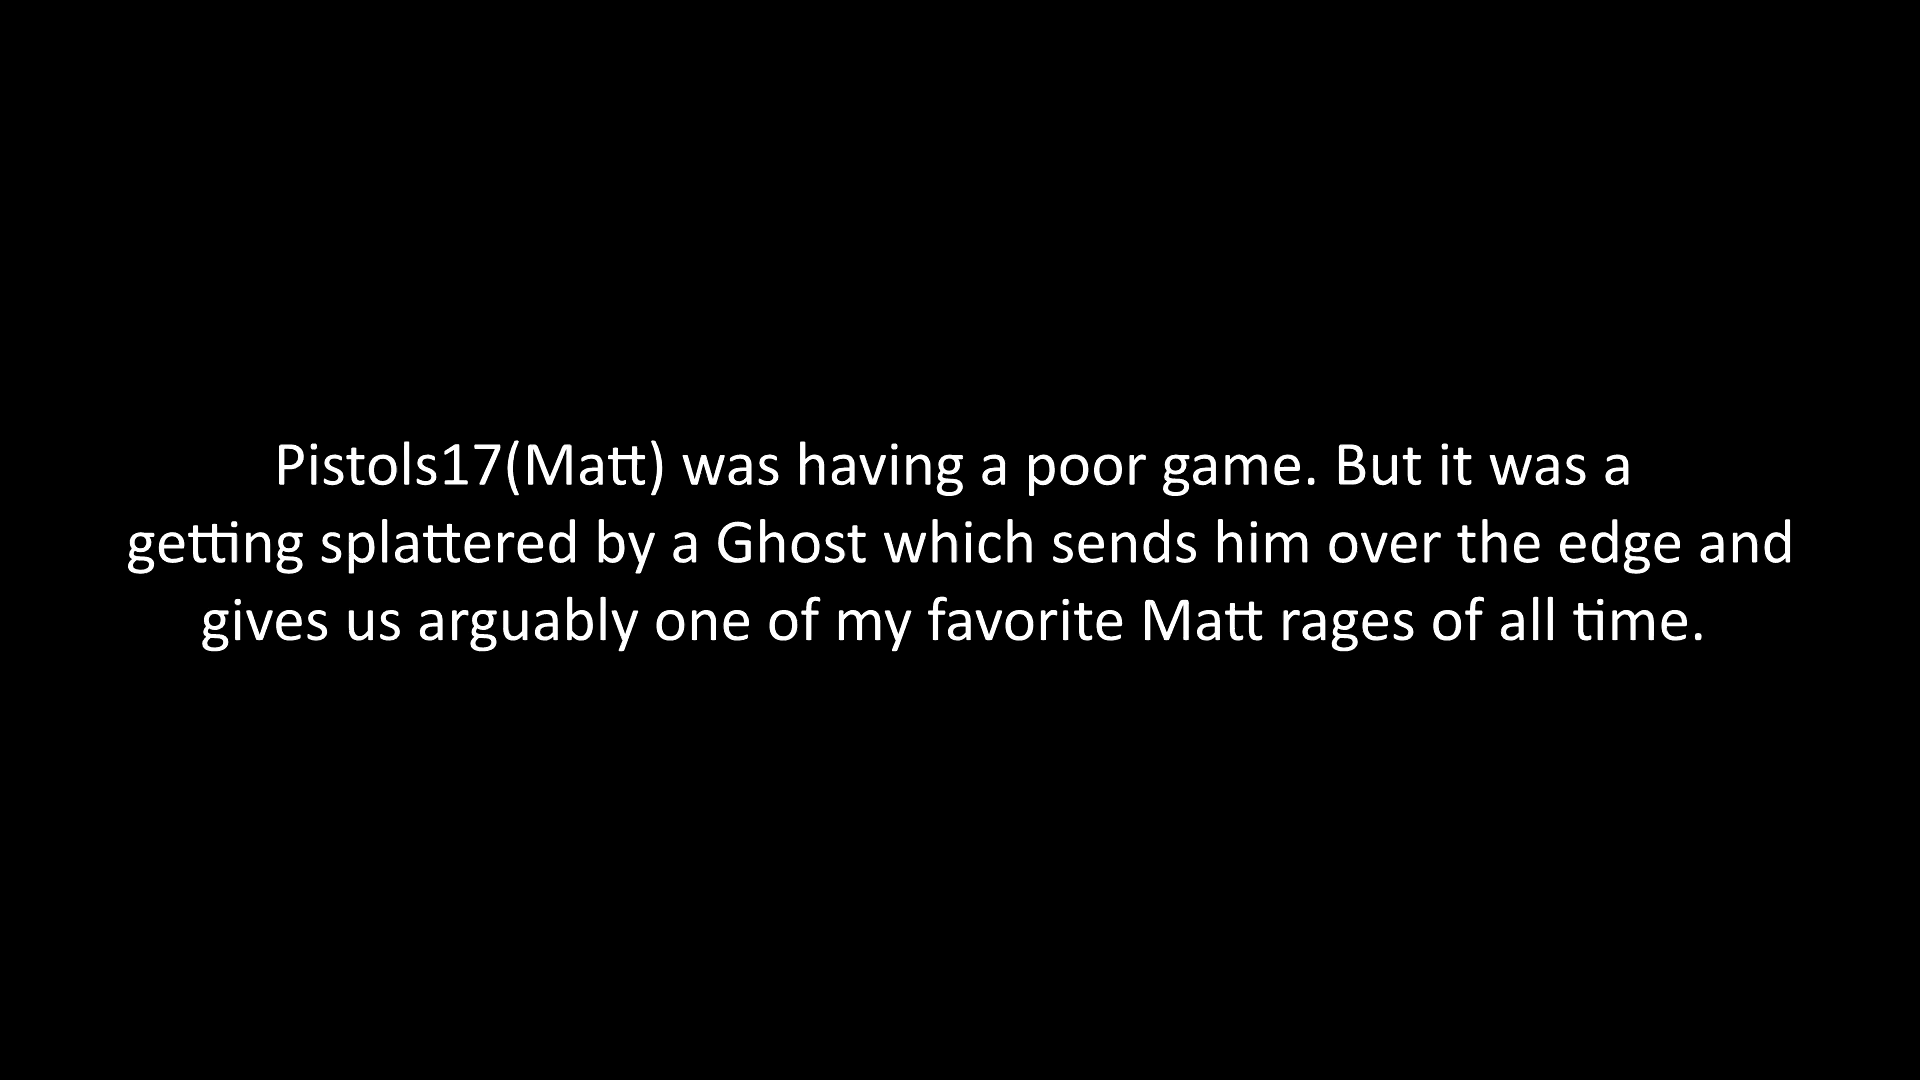 Pistols17(Matt) was having a poor game. But it was a
getting splattered by a Ghost which sends him over the edge and
gives us arguably one of my favorite Matt rages of all time.